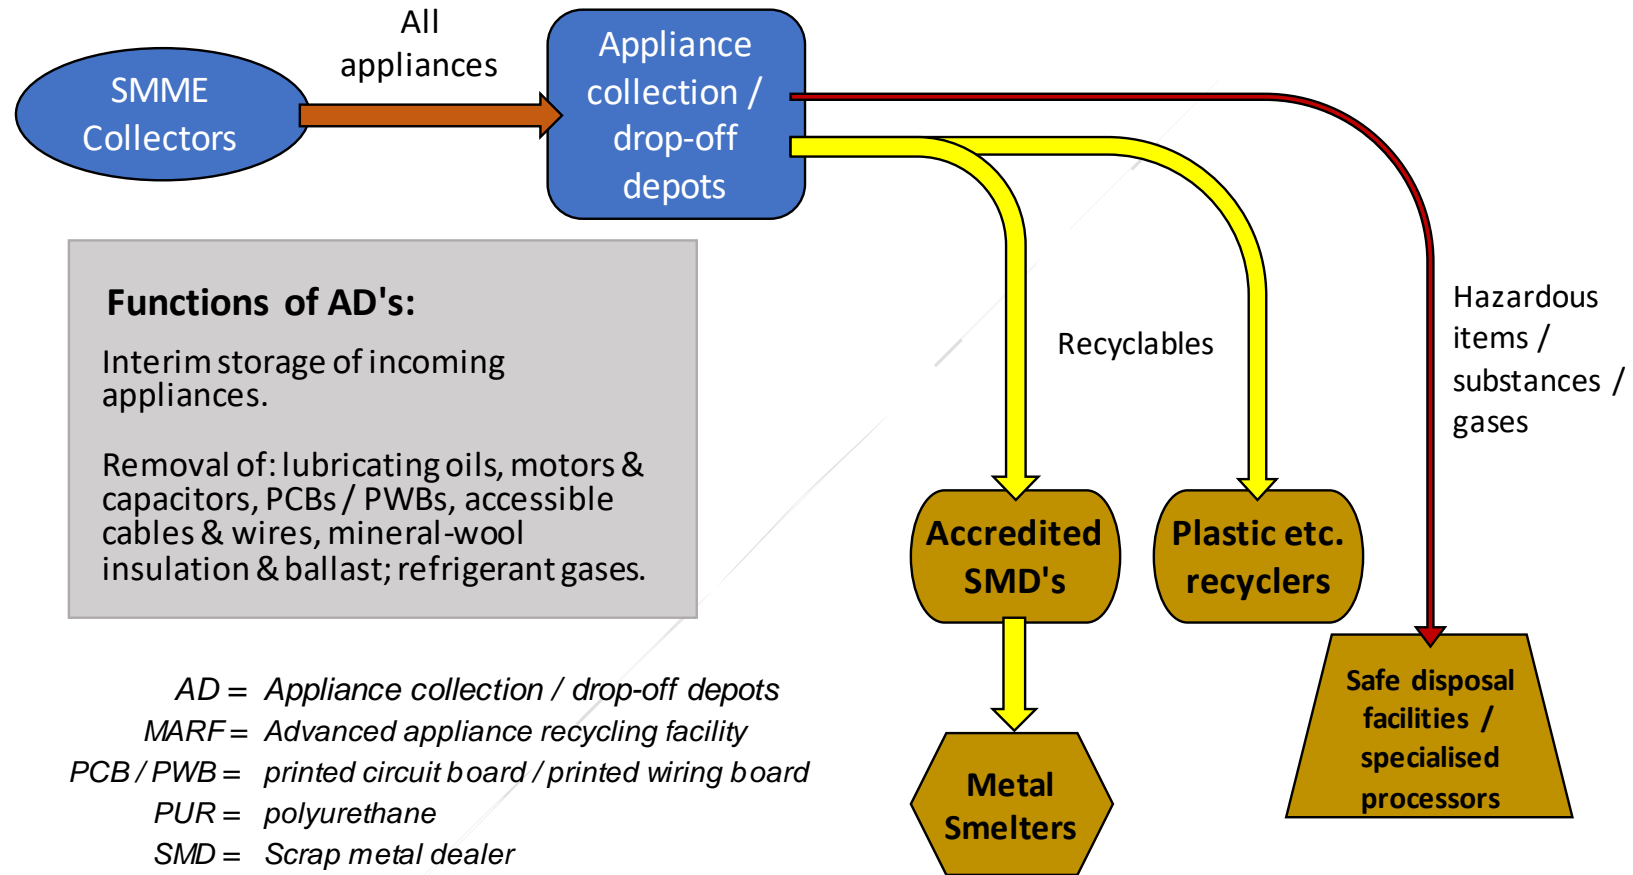 All
appliances
SMME
Collectors
Appliance
collection /
drop-off
depots
Functions of AD's:
Interim storage of incoming
appliances.
Removal of: lubricating oils, motors &
capacitors, PCBs / PWBs, accessible
cables & wires, mineral-wool
insulation & ballast; refrigerant gases.
Recyclables
Hazardous
items /
substances /
gases
Accredited
SMD's
Plastic etc.
recyclers
Safe disposal
facilities /
specialised
processors
Metal
Smelters
AD = Appliance collection / drop-off depots
MARF = Advanced appliance recycling facility
PCB / PWB = printed circuit board / printed wiring board
PUR = polyurethane
SMD = Scrap metal dealer